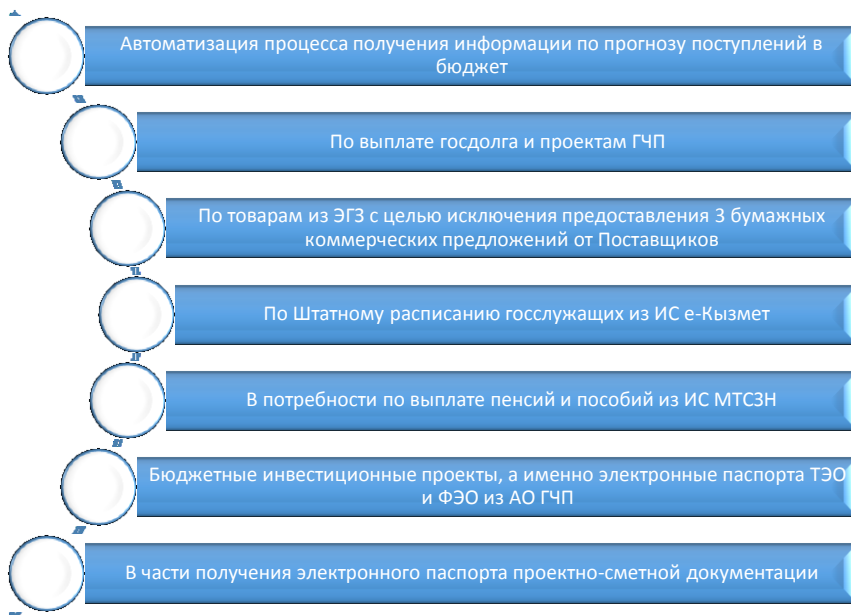 Автоматизация процесса получения информации по прогнозу поступлений в
бюджет
По выплате госдолга и проектам ГЧП
По товарам из ЭГЗ с целью исключения предоставления 3 бумажных
коммерческих предложений от Поставщиков
По Штатному расписанию госслужащих из ИС е-Кызмет
В потребности по выплате пенсий и пособий из ИС МТСЗН
Бюджетные инвестиционные проекты, а именно электронные паспорта ТЭО
и ФЭО из АО ГЧП
В части получения электронного паспорта проектно-сметной документации